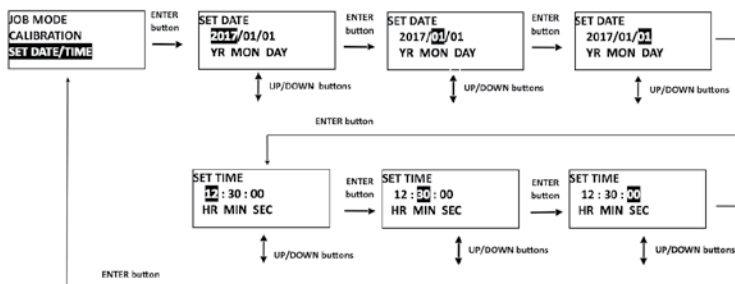 JOB MODE
CALIBRATION
SET DATE/TIME
ENTER
button
SET DATE
2017/01/01
YR MON DAY
UP/DOWN buttons
ENTER
button
SET DATE
2017/01/01
YR MON DAY
UP/DOWN buttons
ENTER
button
SET DATE
2017/01/01
YR MON DAY
UP/DOWN buttons
ENTER button
SET TIME
12 : 30 : 00
HR MIN SEC
UP/DOWN buttons
ENTER
button
SET TIME
12 : 30 : 00
HR MIN SEC
UP/DOWN buttons
ENTER
button
SET TIME
12 : 30 : 00
HR MIN SEC
UP/DOWN buttons
ENTER button